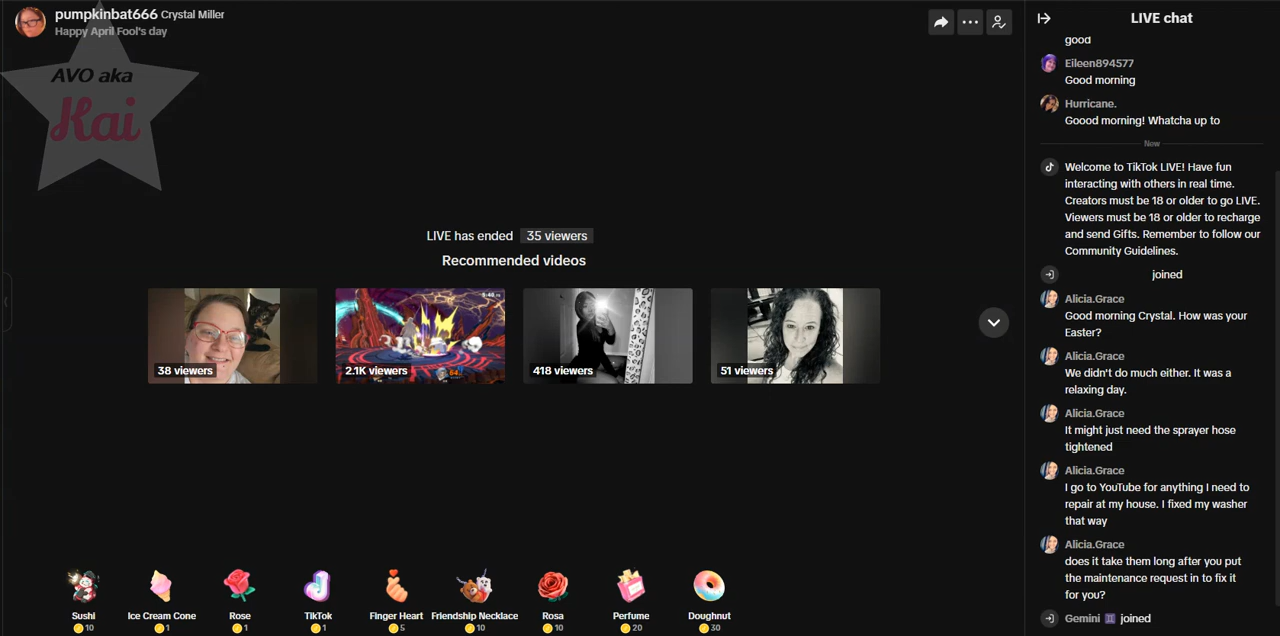 pumpkinbat666 Crystal Miller
Happy April Fool's day
AVO aka
Kai
LIVE has ended 35 viewers
Recommended videos
38 viewers
2.1K viewers
418 viewers
51 viewers
Sushi
10
Ice Cream Cone
1
Rose
1
TikTok
1
Finger Heart
5
Friendship Necklace
10
Rosa
10
Perfume
20
Doughnut
30
LIVE chat
good
Eileen894577
Good morning
Hurricane.
Goood morning! Whatcha up to
New
Welcome to TikTok LIVE! Have fun
interacting with others in real time.
Creators must be 18 or older to go LIVE.
Viewers must be 18 or older to recharge
and send Gifts. Remember to follow our
Community Guidelines.
joined
Alicia.Grace
Good morning Crystal. How was your
Easter?
Alicia.Grace
We didn't do much either. It was a
relaxing day.
Alicia.Grace
It might just need the sprayer hose
tightened
Alicia.Grace
I go to YouTube for anything I need to
repair at my house. I fixed my washer
that way
Alicia.Grace
does it take them long after you put
the maintenance request in to fix it
for you?
Gemini ♊ joined